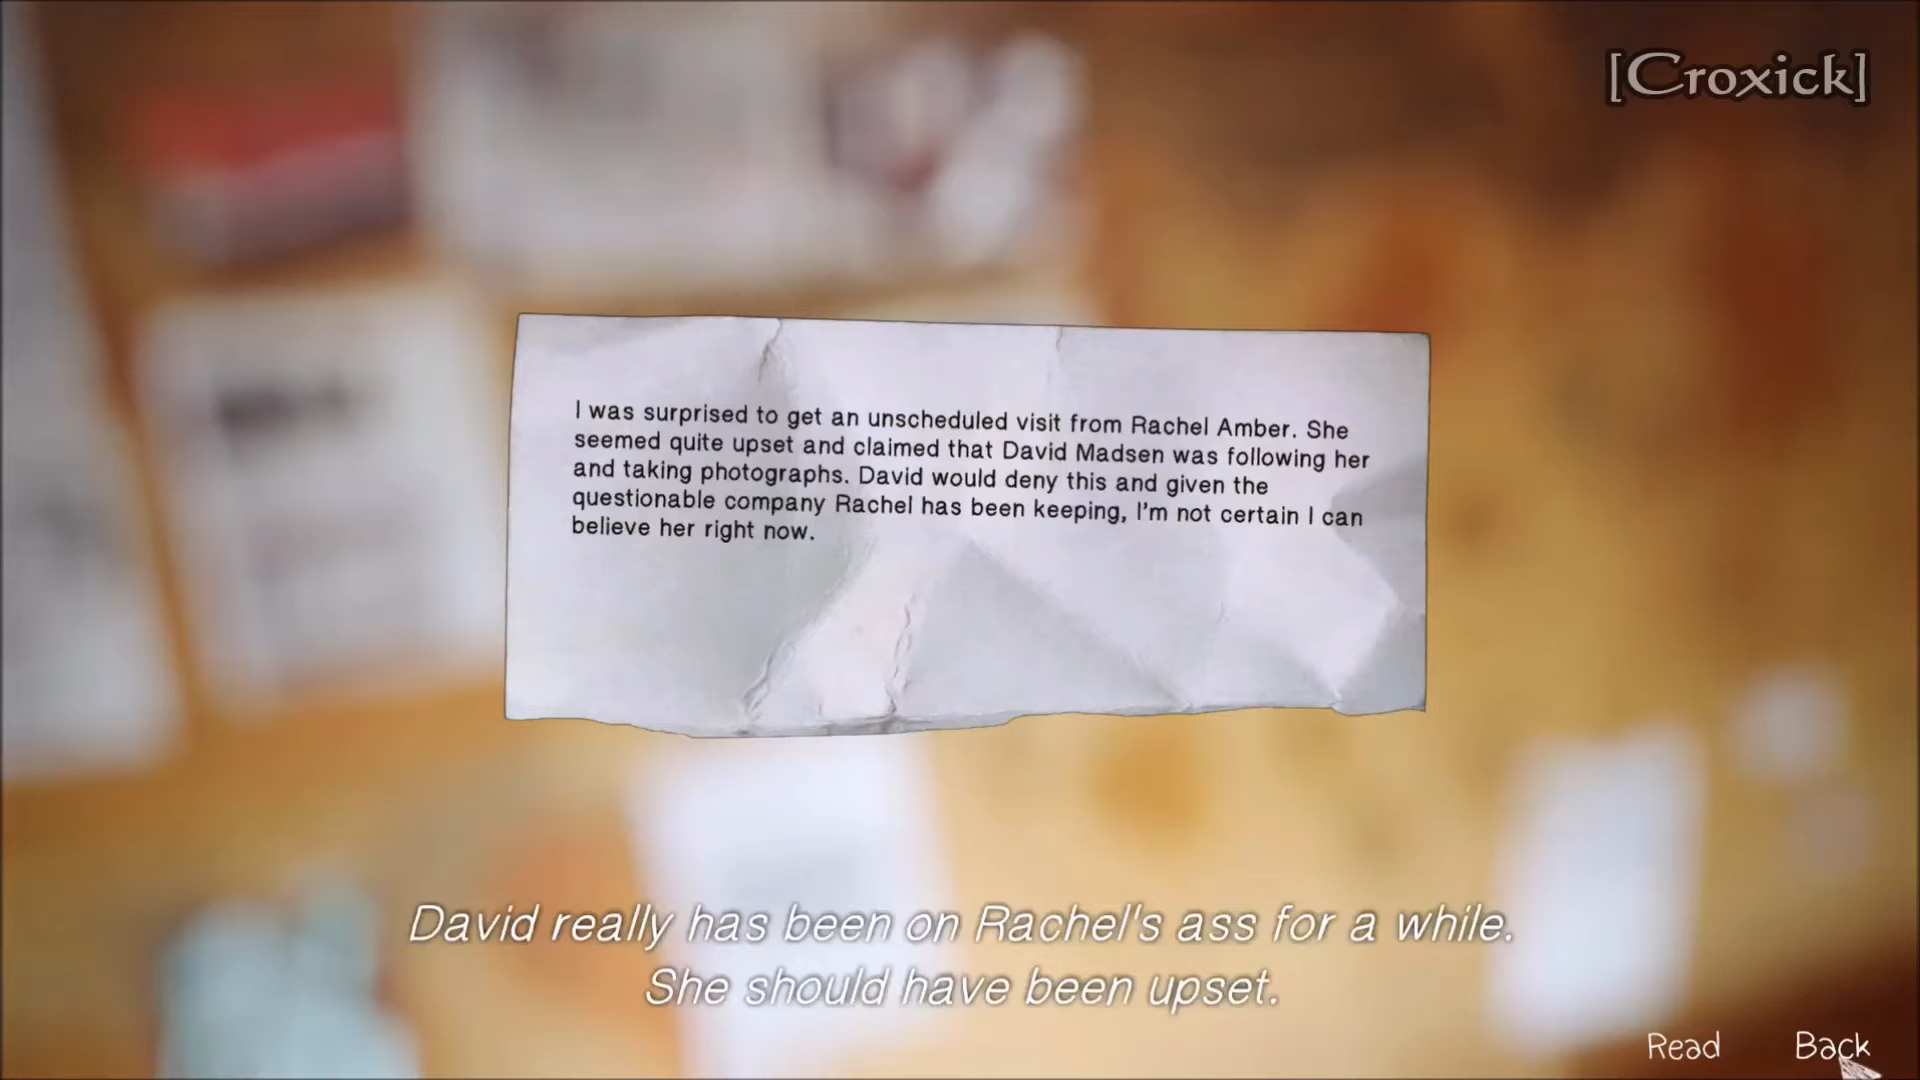 [Croxick]
I was surprised to get an unscheduled visit from Rachel Amber. She
seemed quite upset and claimed that David Madsen was following her
and taking photographs. David would deny this and given the
questionable company Rachel has been keeping, I'm not certain I can
believe her right now.
David really has been on Rachel's ass for a while.
She should have been upset.
Read Back